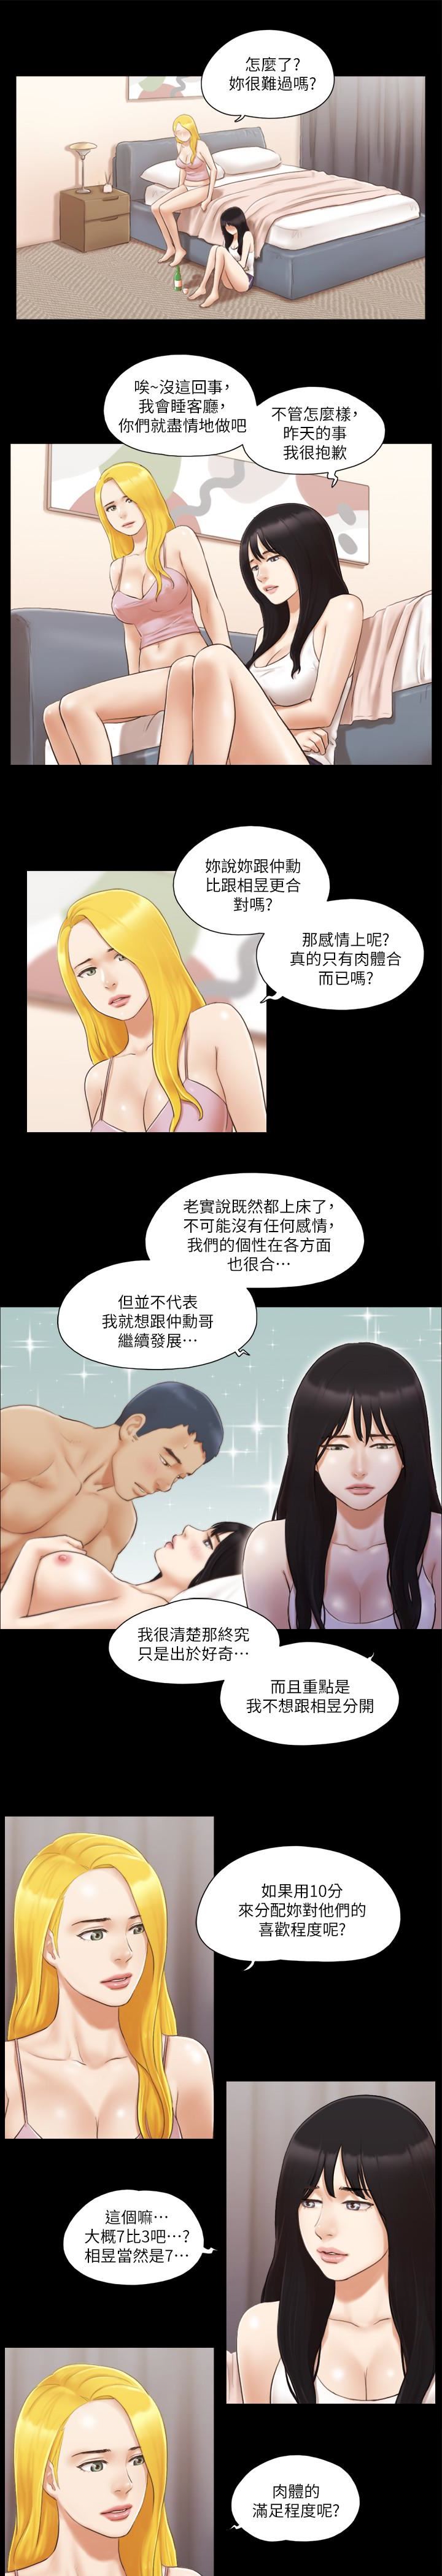 怎麼了?
妳很難過嗎?
唉~沒這回事,
我會睡客廳,
你們就盡情地做吧
不管怎麼樣,
昨天的事
我很抱歉
妳說妳跟仲勳
比跟相昱更合
對嗎?
那感情上呢?
真的只有肉體合
而已嗎?
老實說既然都上床了,
不可能沒有任何感情,
我們的個性在各方面
也很合⋯
但並不代表
我就想跟仲勳哥
繼續發展⋯
我很清楚那終究
只是出於好奇⋯
而且重點是
我不想跟相昱分開
如果用10分
來分配妳對他們的
喜歡程度呢?
這個嘛⋯
大概7比3吧⋯?
相昱當然是7⋯
肉體的
滿足程度呢?